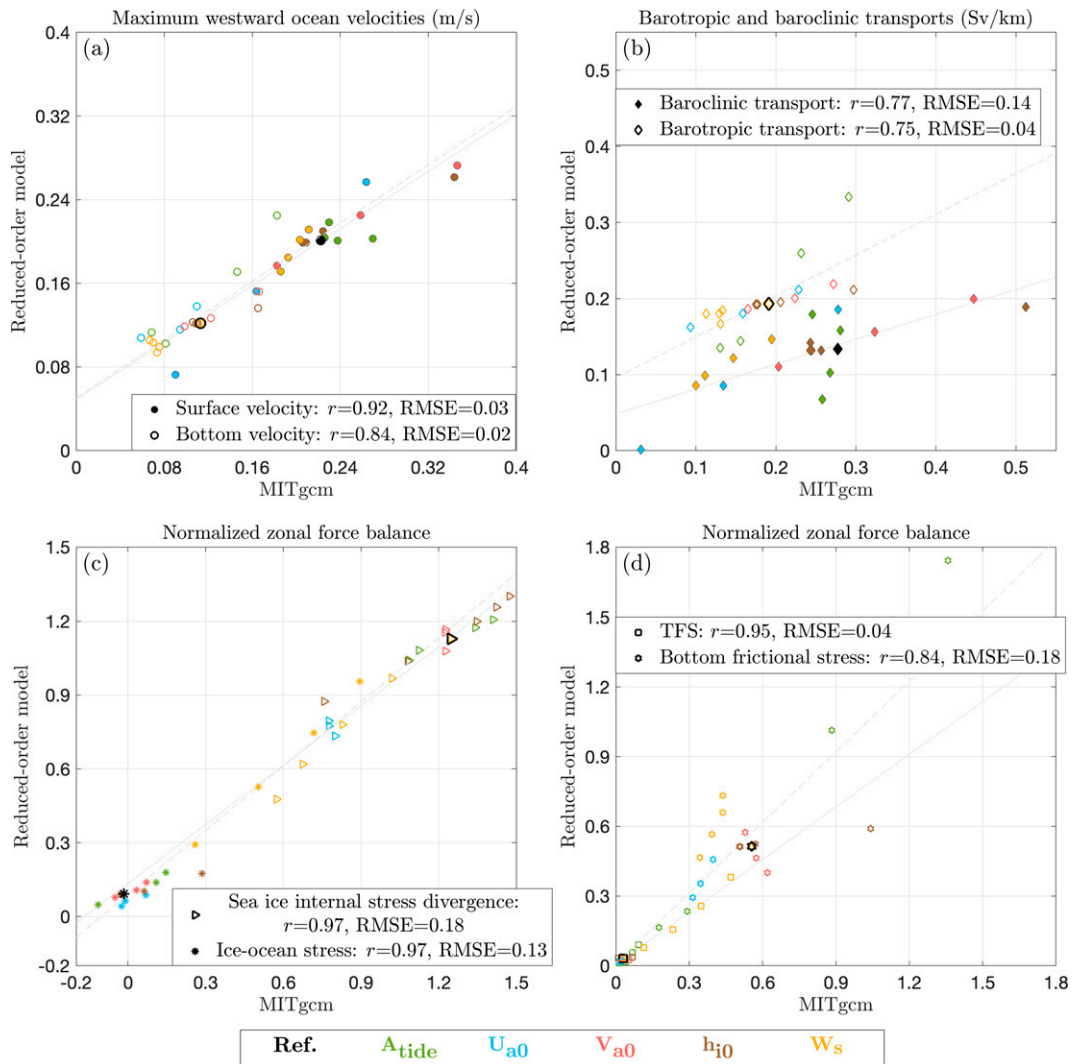 Maximum westward ocean velocities (m/s)
(a)
0.4
0.32
0.24
0.16
0.08
0
Reduced-order model
Surface velocity: r=0.92, RMSE=0.03
Bottom velocity: r=0.84, RMSE=0.02
0.08 0.16 0.24 0.32 0.4
MITgcm
Barotropic and baroclinic transports (Sv/km)
(b)
0.5
0.4
0.3
0.2
0.1
0
Reduced-order model
Baroclinic transport: r=0.77, RMSE=0.14
Barotropic transport: r=0.75, RMSE=0.04
0 0.1 0.2 0.3 0.4 0.5
MITgcm
Normalized zonal force balance
(c)
1.5
1.2
0.9
0.6
0.3
0
-0.2
Reduced-order model
Sea ice internal stress divergence:
r=0.97, RMSE=0.18
Ice-ocean stress: r=0.97, RMSE=0.13
-0.2 0 0.3 0.6 0.9 1.2 1.5
MITgcm
Normalized zonal force balance
(d)
1.8
1.5
1.2
0.9
0.6
0.3
0
Reduced-order model
TFS: r=0.95, RMSE=0.04
Bottom frictional stress: r=0.84, RMSE=0.18
0 0.3 0.6 0.9 1.2 1.5 1.8
MITgcm
Ref. A_tide U_a0 V_a0 h_i0 W_s